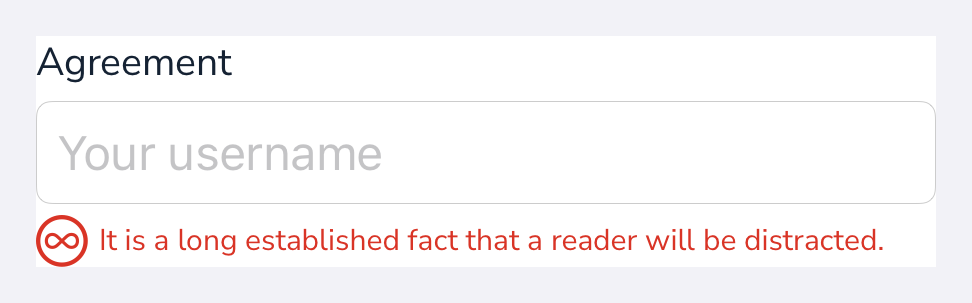 Agreement
Your username
It is a long established fact that a reader will be distracted.